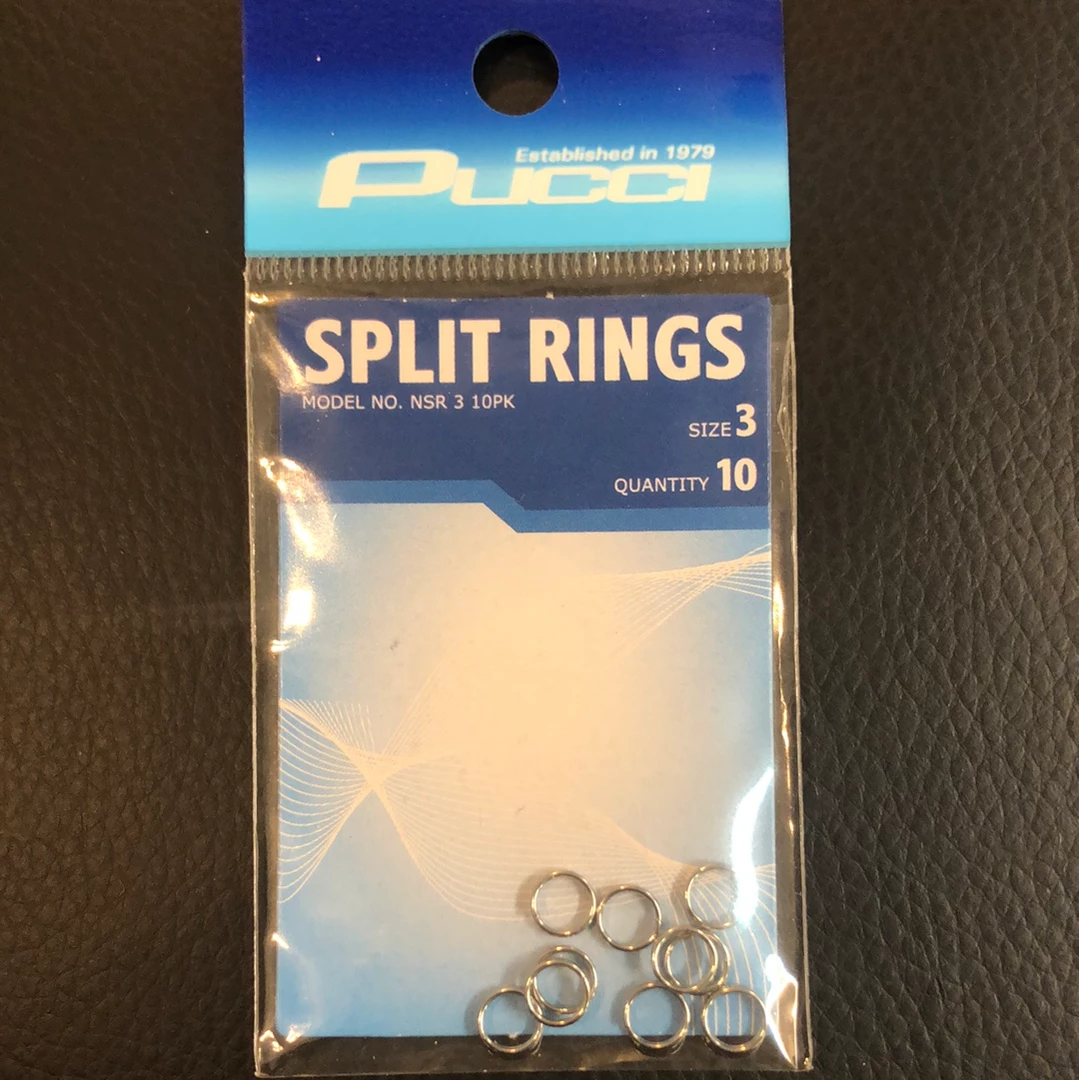 Established in 1979
Pucci
SPLIT RINGS
MODEL NO. NSR 3 10PK
SIZE 3
QUANTITY 10